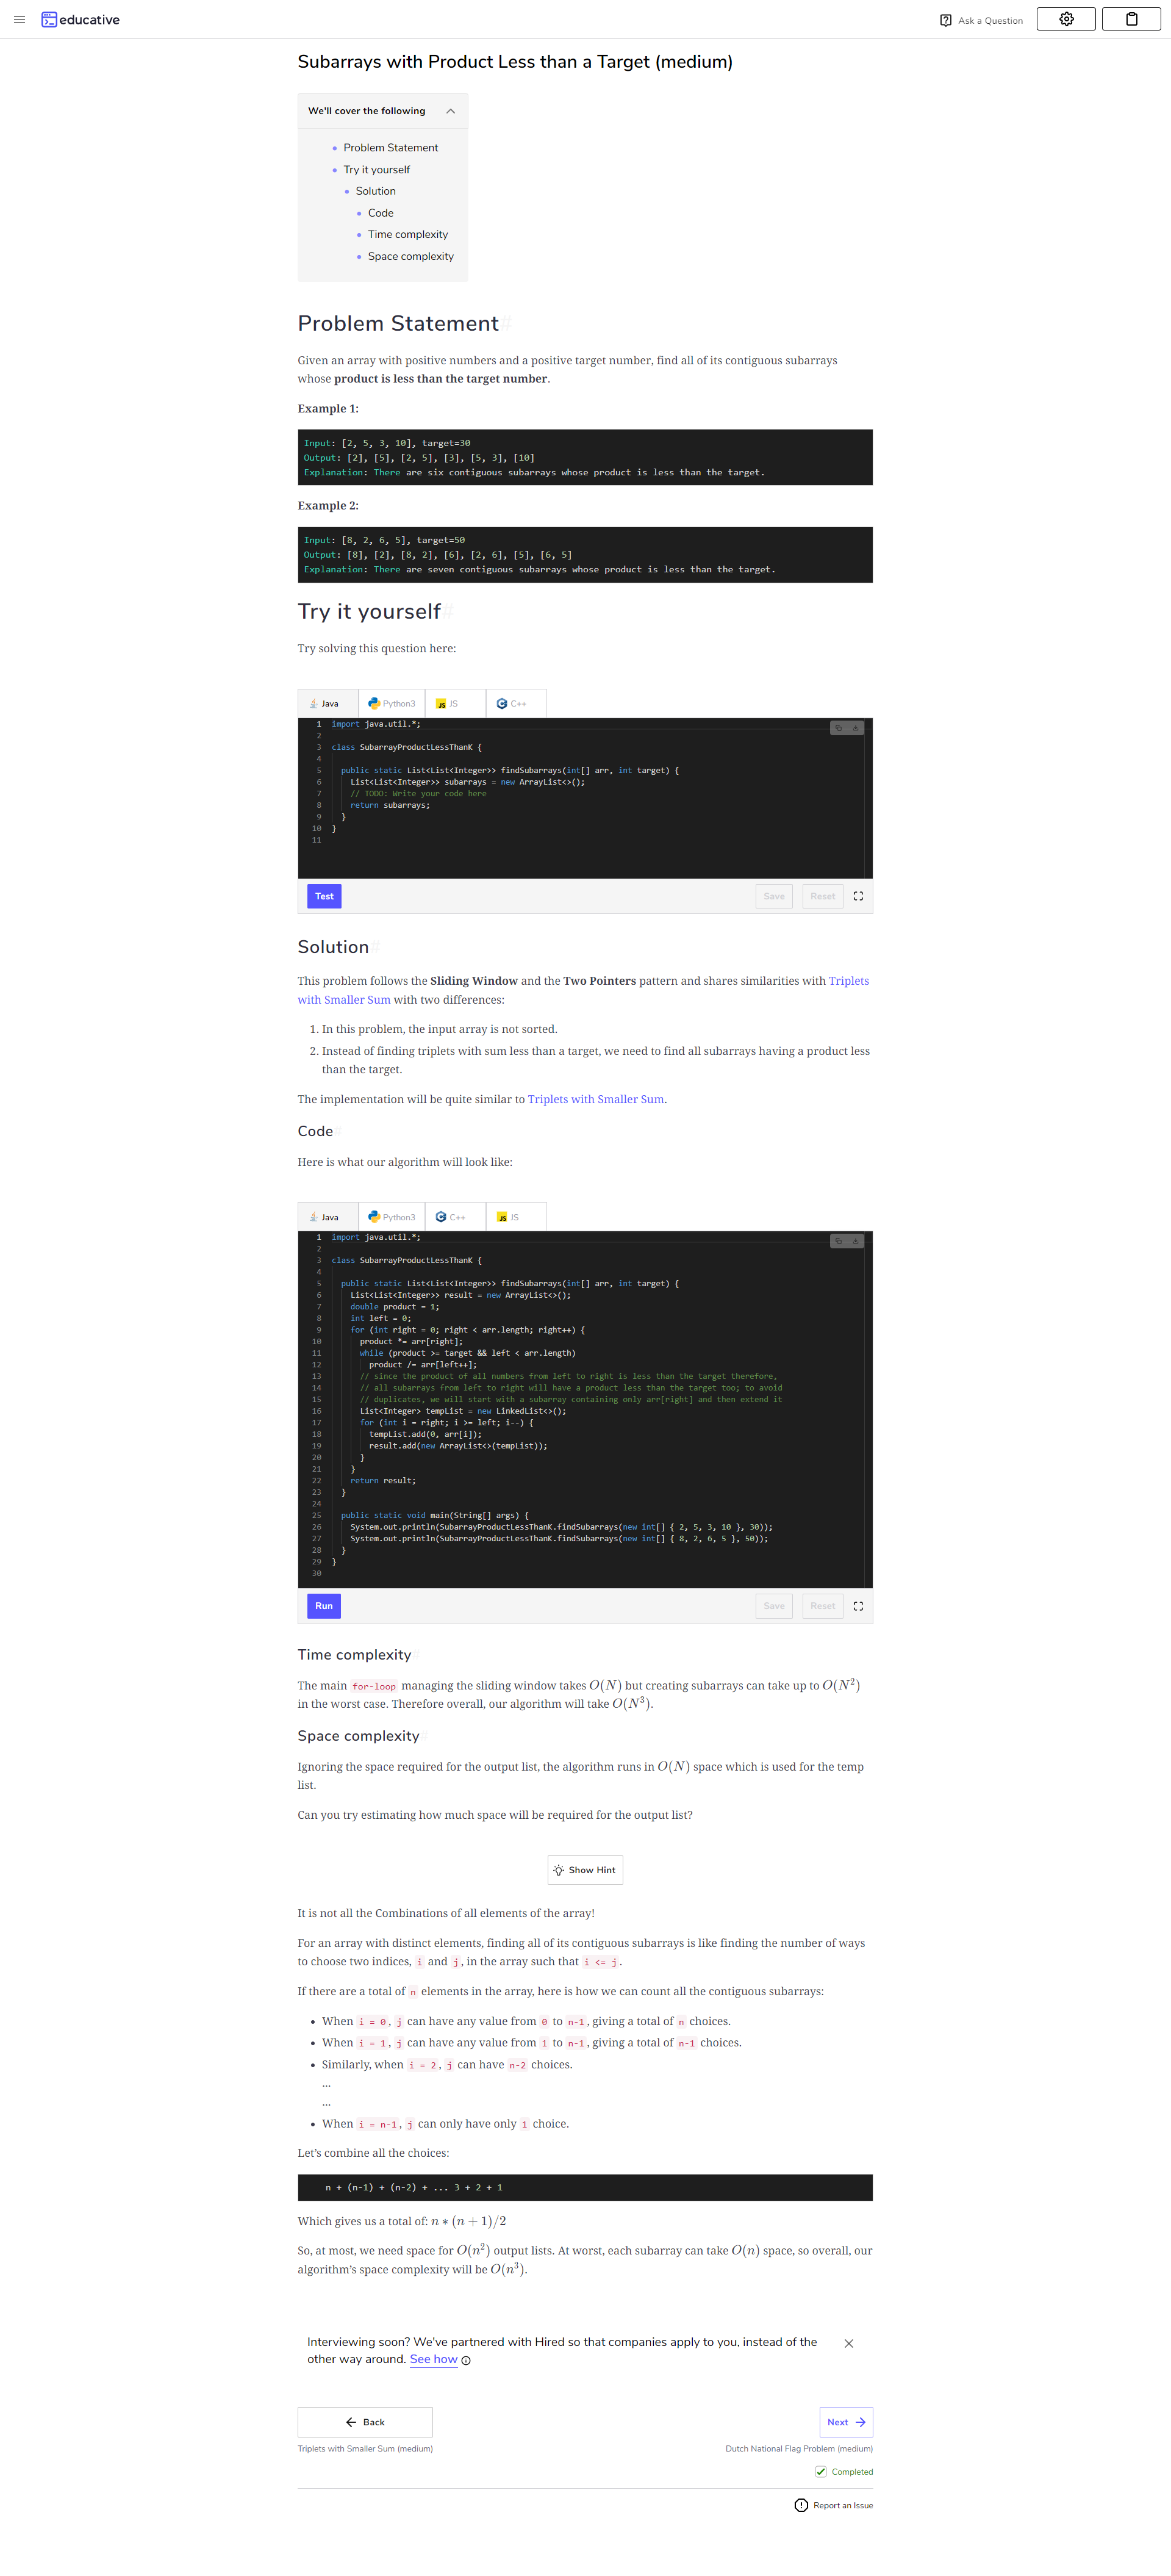 educative
Ask a Question
Subarrays with Product Less than a Target (medium)
We'll cover the following
Problem Statement
Try it yourself
Solution
Code
Time complexity
Space complexity
Problem Statement#
Given an array with positive numbers and a positive target number, find all of its contiguous subarrays
whose product is less than the target number.
Example 1:
Input: [2, 5, 3, 10], target=30
Output: [2], [5], [2, 5], [3], [5, 3], [10]
Explanation: There are six contiguous subarrays whose product is less than the target.
Example 2:
Input: [8, 2, 6, 5], target=50
Output: [8], [2], [8, 2], [6], [2, 6], [5], [6, 5]
Explanation: There are seven contiguous subarrays whose product is less than the target.
Try it yourself#
Try solving this question here:
Java Python3 JS C++
1 import java.util.*;
2
3 class SubarrayProductLessThanK {
4
5 public static List<List<Integer>> findSubarrays(int[] arr, int target) {
6 List<List<Integer>> subarrays = new ArrayList<>();
7 // TODO: Write your code here
8 return subarrays;
9 }
10 }
11
Test Save Reset
Solution#
This problem follows the Sliding Window and the Two Pointers pattern and shares similarities with Triplets
with Smaller Sum with two differences:
1. In this problem, the input array is not sorted.
2. Instead of finding triplets with sum less than a target, we need to find all subarrays having a product less
than the target.
The implementation will be quite similar to Triplets with Smaller Sum.
Code#
Here is what our algorithm will look like:
Java Python3 C++ JS
1 import java.util.*;
2
3 class SubarrayProductLessThanK {
4
5 public static List<List<Integer>> findSubarrays(int[] arr, int target) {
6 List<List<Integer>> result = new ArrayList<>();
7 double product = 1;
8 int left = 0;
9 for (int right = 0; right < arr.length; right++) {
10 product *= arr[right];
11 while (product >= target && left < arr.length)
12 product /= arr[left++];
13 // since the product of all numbers from left to right is less than the target therefore,
14 // all subarrays from left to right will have a product less than the target too; to avoid
15 // duplicates, we will start with a subarray containing only arr[right] and then extend it
16 List<Integer> tempList = new LinkedList<>();
17 for (int i = right; i >= left; i--) {
18 tempList.add(0, arr[i]);
19 result.add(new ArrayList<>(tempList));
20 }
21 }
22 return result;
23 }
24
25 public static void main(String[] args) {
26 System.out.println(SubarrayProductLessThanK.findSubarrays(new int[] { 2, 5, 3, 10 }, 30));
27 System.out.println(SubarrayProductLessThanK.findSubarrays(new int[] { 8, 2, 6, 5 }, 50));
28 }
29 }
30
Run Save Reset
Time complexity#
The main for-loop managing the sliding window takes O(N) but creating subarrays can take up to O(N²)
in the worst case. Therefore overall, our algorithm will take O(N³).
Space complexity#
Ignoring the space required for the output list, the algorithm runs in O(N) space which is used for the temp
list.
Can you try estimating how much space will be required for the output list?
Show Hint
It is not all the Combinations of all elements of the array!
For an array with distinct elements, finding all of its contiguous subarrays is like finding the number of ways
to choose two indices, i and j, in the array such that i <= j.
If there are a total of n elements in the array, here is how we can count all the contiguous subarrays:
When i = 0, j can have any value from 0 to n-1, giving a total of n choices.
When i = 1, j can have any value from 1 to n-1, giving a total of n-1 choices.
Similarly, when i = 2, j can have n-2 choices.
...
...
When i = n-1, j can only have only 1 choice.
Let's combine all the choices:
n + (n-1) + (n-2) + ... 3 + 2 + 1
Which gives us a total of: n * (n + 1)/2
So, at most, we need space for O(n²) output lists. At worst, each subarray can take O(n) space, so overall, our
algorithm's space complexity will be O(n³).
Interviewing soon? We've partnered with Hired so that companies apply to you, instead of the
other way around. See how
Back Next
Triplets with Smaller Sum (medium) Dutch National Flag Problem (medium)
Completed
Report an Issue